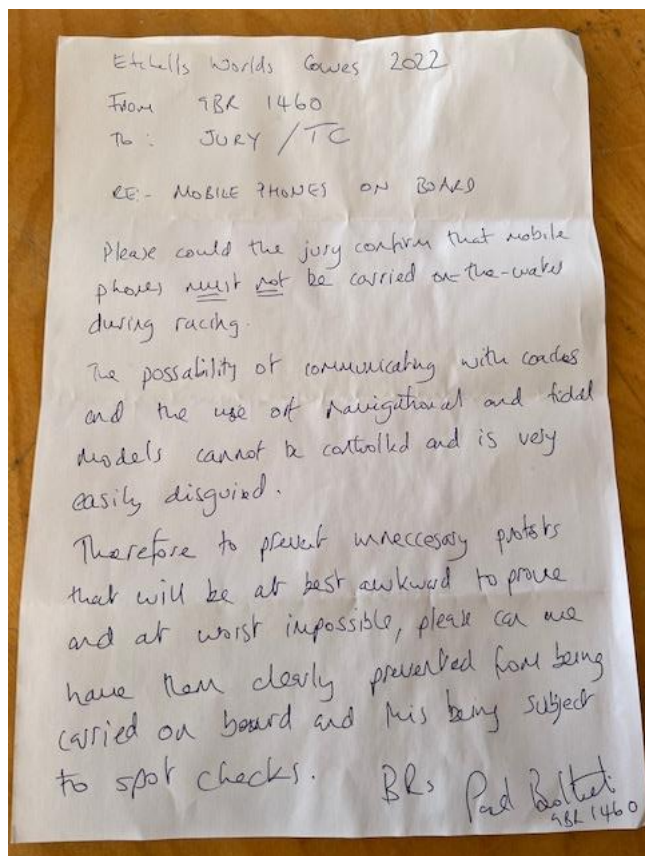 Etchells Worlds Cowes 2022
From GBR 1460
To: JURY / TC
RE:- MOBILE PHONES ON BOARD
Please could the jury confirm that mobile
phones must not be carried on-the-water
during racing.
The possability of communicating with coaches
and the use of navigational and tidal
models cannot be controlled and is very
easily disguised.
Therefore to prevent unneccesary protests
that will be at best awkward to prove
and at worst impossible, please can we
have them clearly prevented from being
carried on board and this being subject
to spot checks.
BRs
GBR 1460